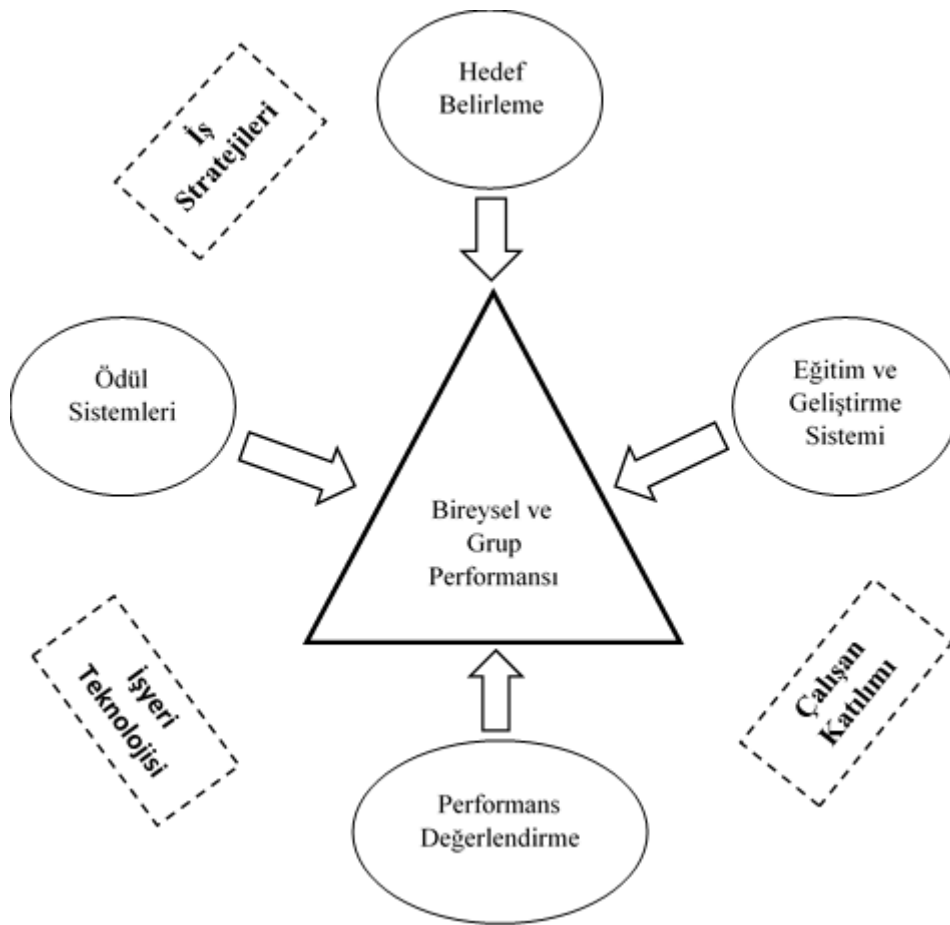 Hedef
Belirleme
İş
Stratejileri
Ödül
Sistemleri
Eğitim ve
Geliştirme
Sistemi
Bireysel ve
Grup
Performansı
İşyeri
Teknolojisi
Çalışan
Katılımı
Performans
Değerlendirme